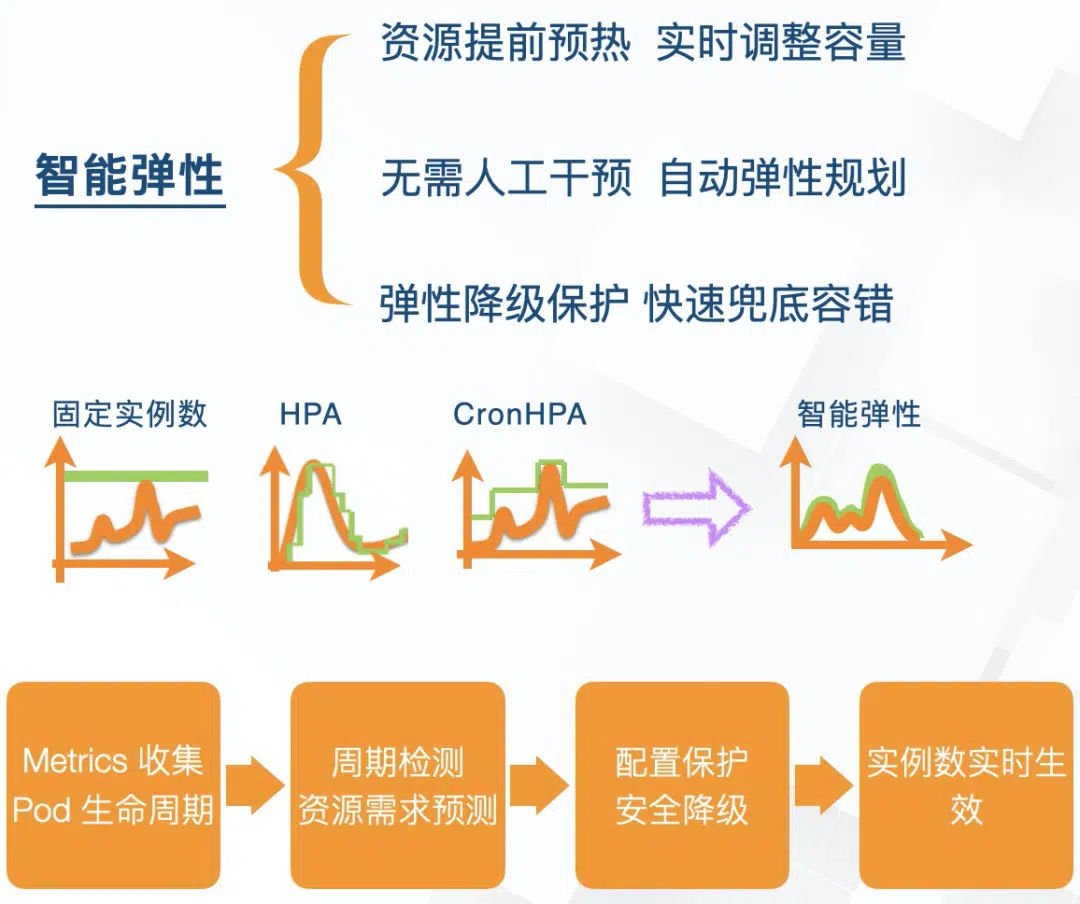 资源提前预热 实时调整容量
智能弹性
无需人工干预 自动弹性规划
弹性降级保护 快速兜底容错
固定实例数
HPA
CronHPA
智能弹性
Metrics 收集
Pod 生命周期
周期检测
资源需求预测
配置保护
安全降级
实例数实时生
效